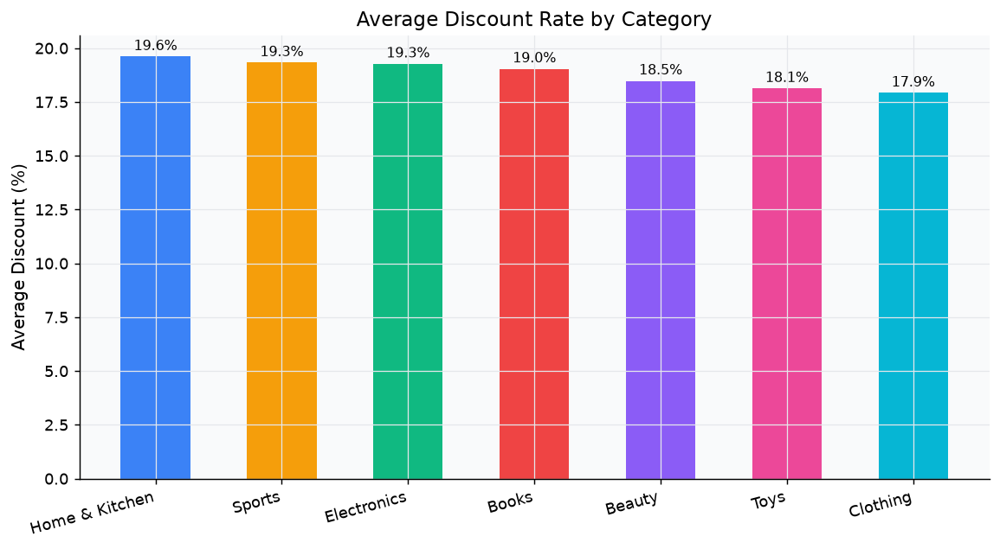 Average Discount Rate by Category
Average Discount (%)
20.0
17.5
15.0
12.5
10.0
7.5
5.0
2.5
0.0
19.6%
19.3%
19.3%
19.0%
18.5%
18.1%
17.9%
Home & Kitchen
Sports
Electronics
Books
Beauty
Toys
Clothing